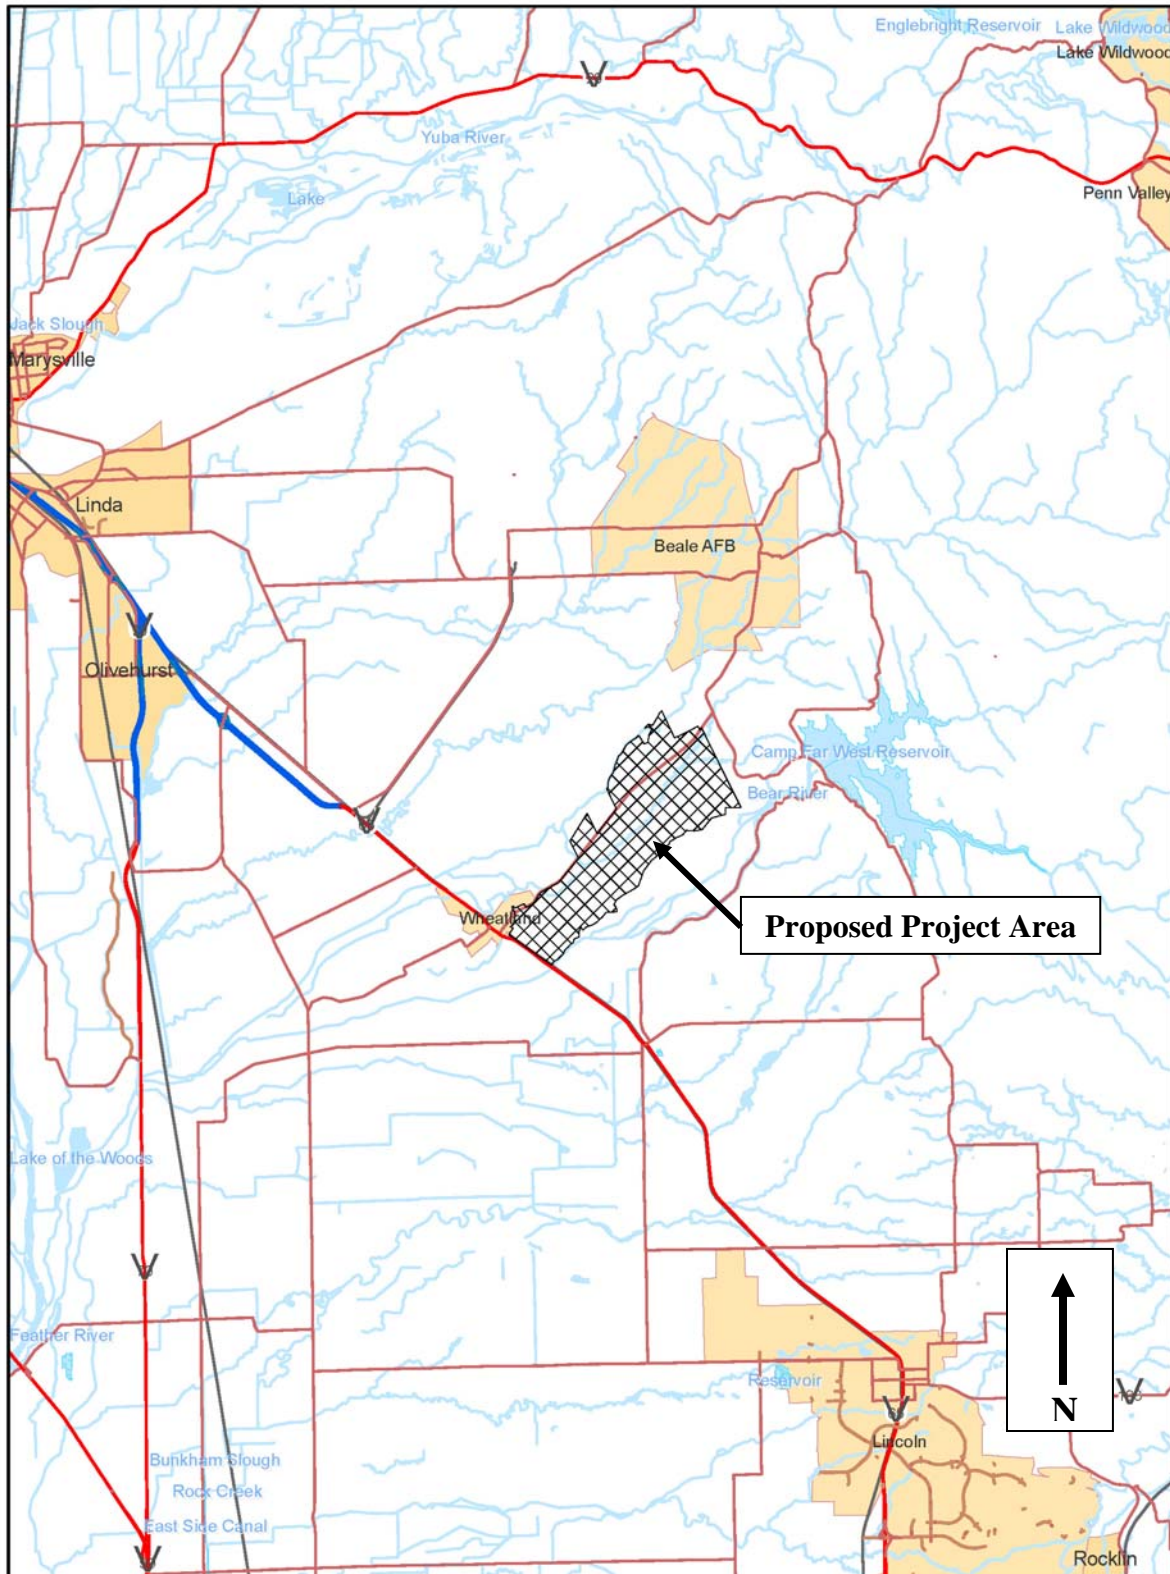 Englebright Reservoir
Lake Wildwood
Lake Wildwood
Yuba River
Penn Valley
Lake
Jack Slough
Marysville
Linda
Beale AFB
Olivehurst
Camp Far West Reservoir
Bear River
Wheatland
Proposed Project Area
Lake of the Woods
Feather River
N
Reservoir
Lincoln
Bunkham Slough
Rock Creek
East Side Canal
Rocklin